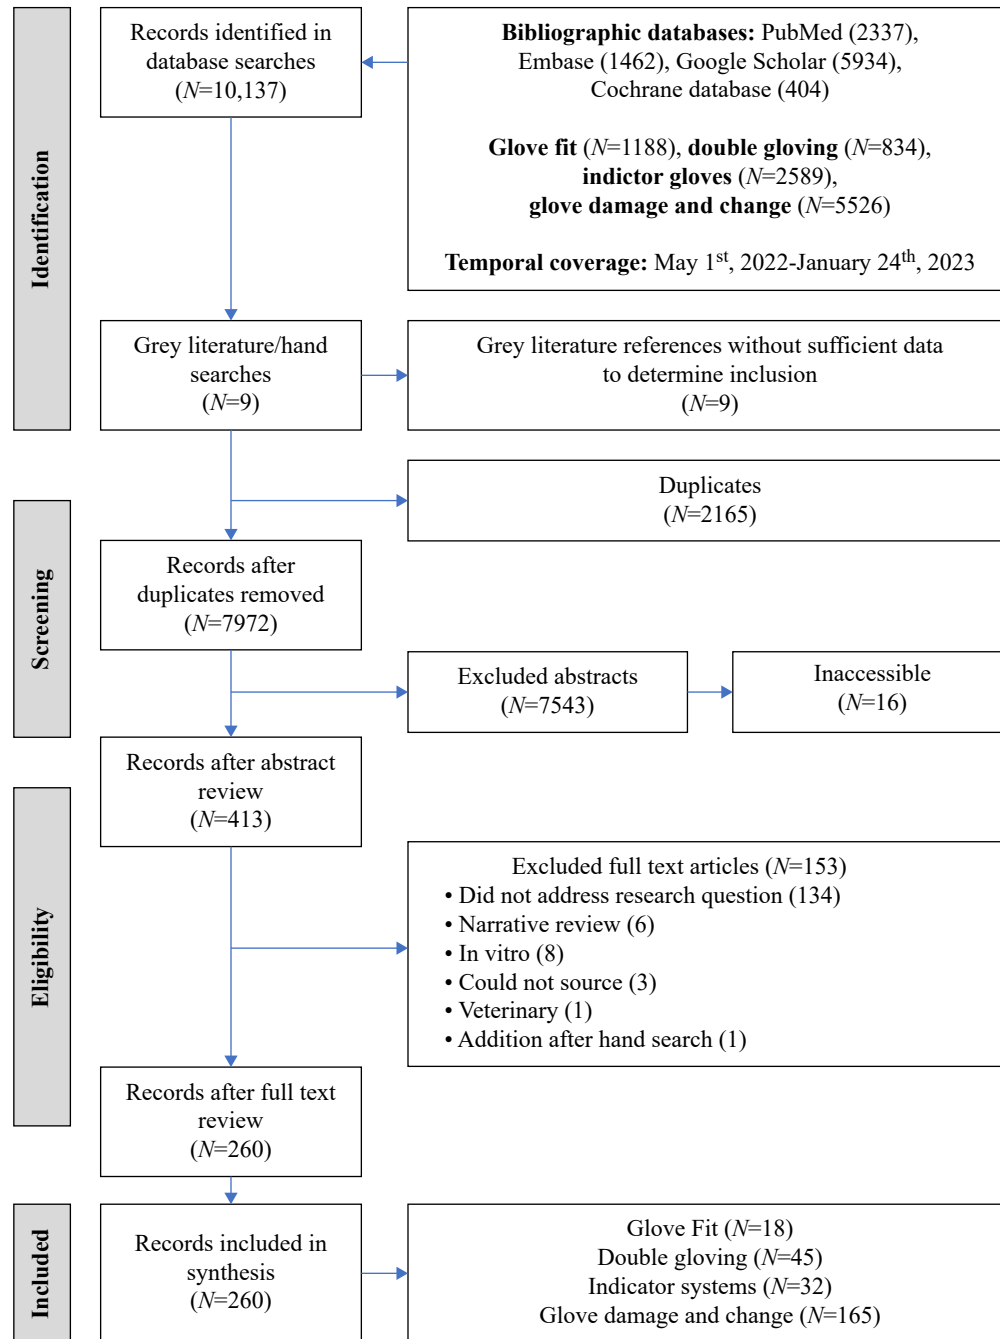 Identification
Records identified in
database searches
(N=10,137)
Bibliographic databases: PubMed (2337),
Embase (1462), Google Scholar (5934),
Cochrane database (404)
Glove fit (N=1188), double gloving (N=834),
indictor gloves (N=2589),
glove damage and change (N=5526)
Temporal coverage: May 1st, 2022-January 24th, 2023
Grey literature/hand
searches
(N=9)
Grey literature references without sufficient data
to determine inclusion
(N=9)
Screening
Duplicates
(N=2165)
Records after
duplicates removed
(N=7972)
Excluded abstracts
(N=7543)
Inaccessible
(N=16)
Records after abstract
review
(N=413)
Eligibility
Excluded full text articles (N=153)
• Did not address research question (134)
• Narrative review (6)
• In vitro (8)
• Could not source (3)
• Veterinary (1)
• Addition after hand search (1)
Records after full text
review
(N=260)
Included
Records included in
synthesis
(N=260)
Glove Fit (N=18)
Double gloving (N=45)
Indicator systems (N=32)
Glove damage and change (N=165)